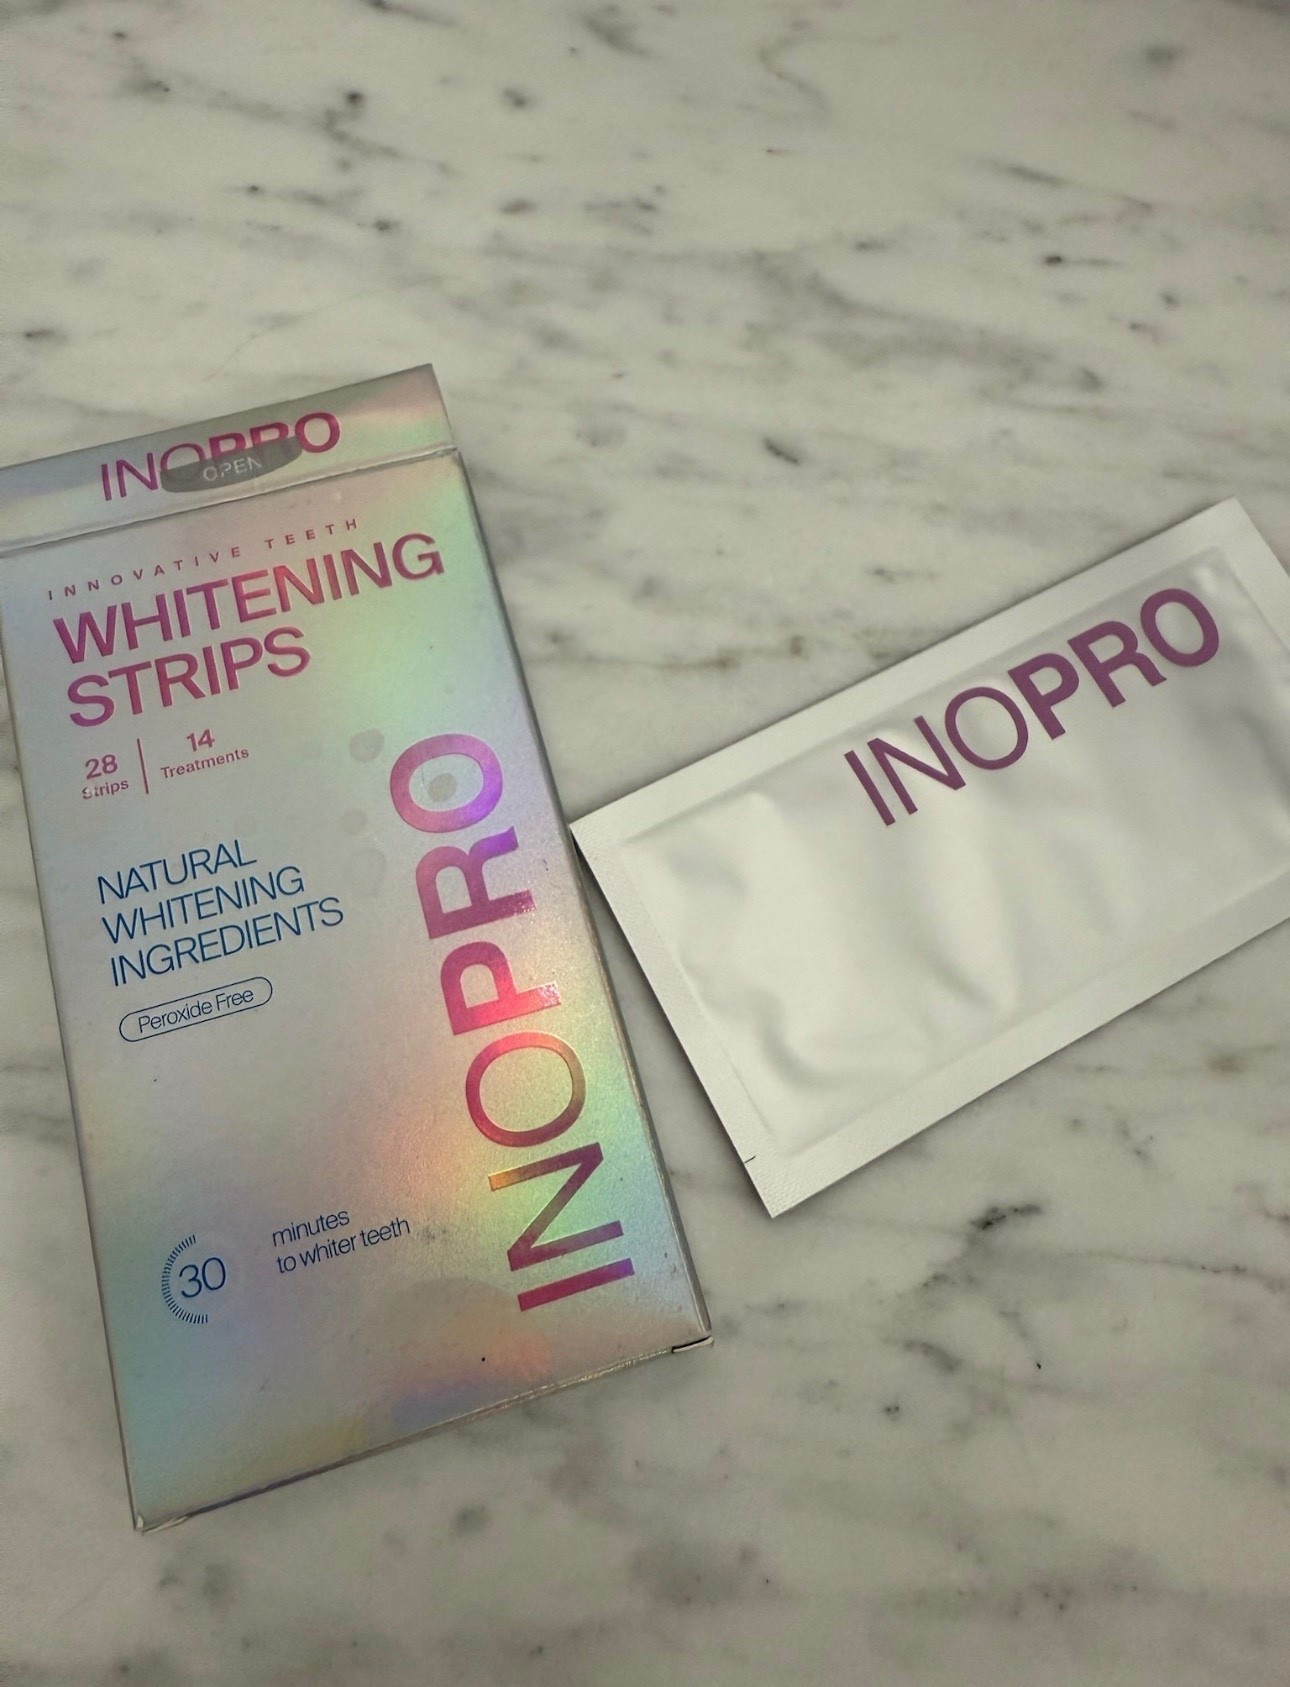 INOPRO
OPEN
INNOVATIVE TEETH
WHITENING
STRIPS
28
Strips
14
Treatments
NATURAL
WHITENING
INGREDIENTS
Peroxide Free
30
minutes
to whiter teeth
INOPRO
INOPRO